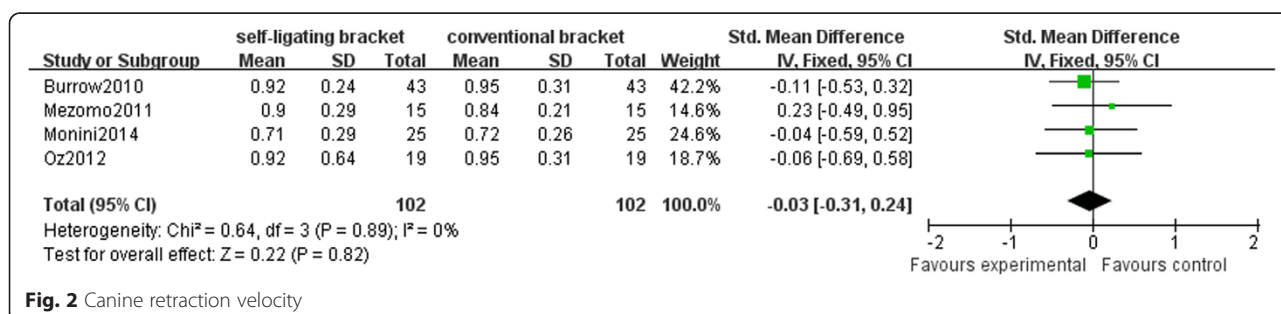 self-ligating bracket conventional bracket Std. Mean Difference Std. Mean Difference
Study or Subgroup Mean SD Total Mean SD Total Weight IV, Fixed, 95% CI IV, Fixed, 95% CI
Burrow2010 0.92 0.24 43 0.95 0.31 43 42.2% -0.11 [-0.53, 0.32]
Mezomo2011 0.9 0.29 15 0.84 0.21 15 14.6% 0.23 [-0.49, 0.95]
Monini2014 0.71 0.29 25 0.72 0.26 25 24.6% -0.04 [-0.59, 0.52]
Oz2012 0.92 0.64 19 0.95 0.31 19 18.7% -0.06 [-0.69, 0.58]
Total (95% CI) 102 102 100.0% -0.03 [-0.31, 0.24]
Heterogeneity: Chi² = 0.64, df = 3 (P = 0.89); I² = 0%
Test for overall effect: Z = 0.22 (P = 0.82)
-2 -1 0 1 2
Favours experimental Favours control
Fig. 2 Canine retraction velocity